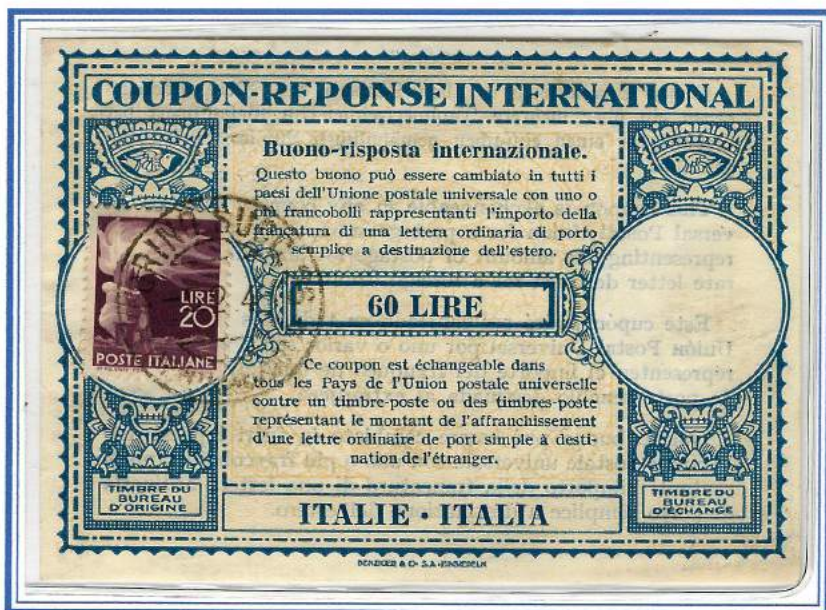 COUPON-REPONSE INTERNATIONAL
Buono-risposta internazionale.
Questo buono può essere cambiato in tutti i
paesi dell'Unione postale universale con uno o
più francobolli rappresentanti l'importo della
francatura di una lettera ordinaria di porto
semplice a destinazione dell'estero.
LIRE
20
POSTE ITALIANE
60 LIRE
Ce coupon est échangeable dans
tous les Pays de l'Union postale universelle
contre un timbre-poste ou des timbres-poste
représentant le montant de l'affranchissement
d'une lettre ordinaire de port simple à desti-
nation de l'étranger.
TIMBRE DU
BUREAU
D'ORIGINE
TIMBRE DU
BUREAU
D'ÉCHANGE
ITALIE · ITALIA
BENZIGER & Co S.A. EINSIEDELN